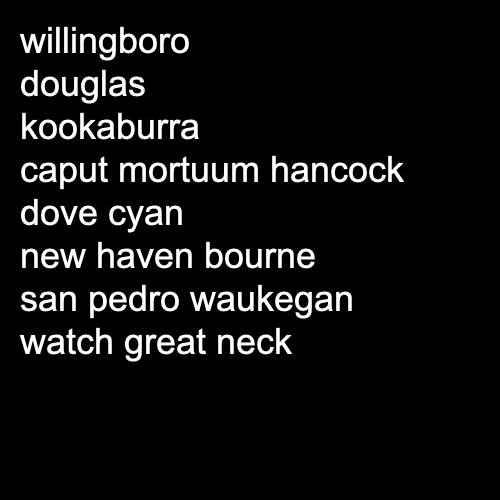 willingboro
douglas
kookaburra
caput mortuum hancock
dove cyan
new haven bourne
san pedro waukegan
watch great neck